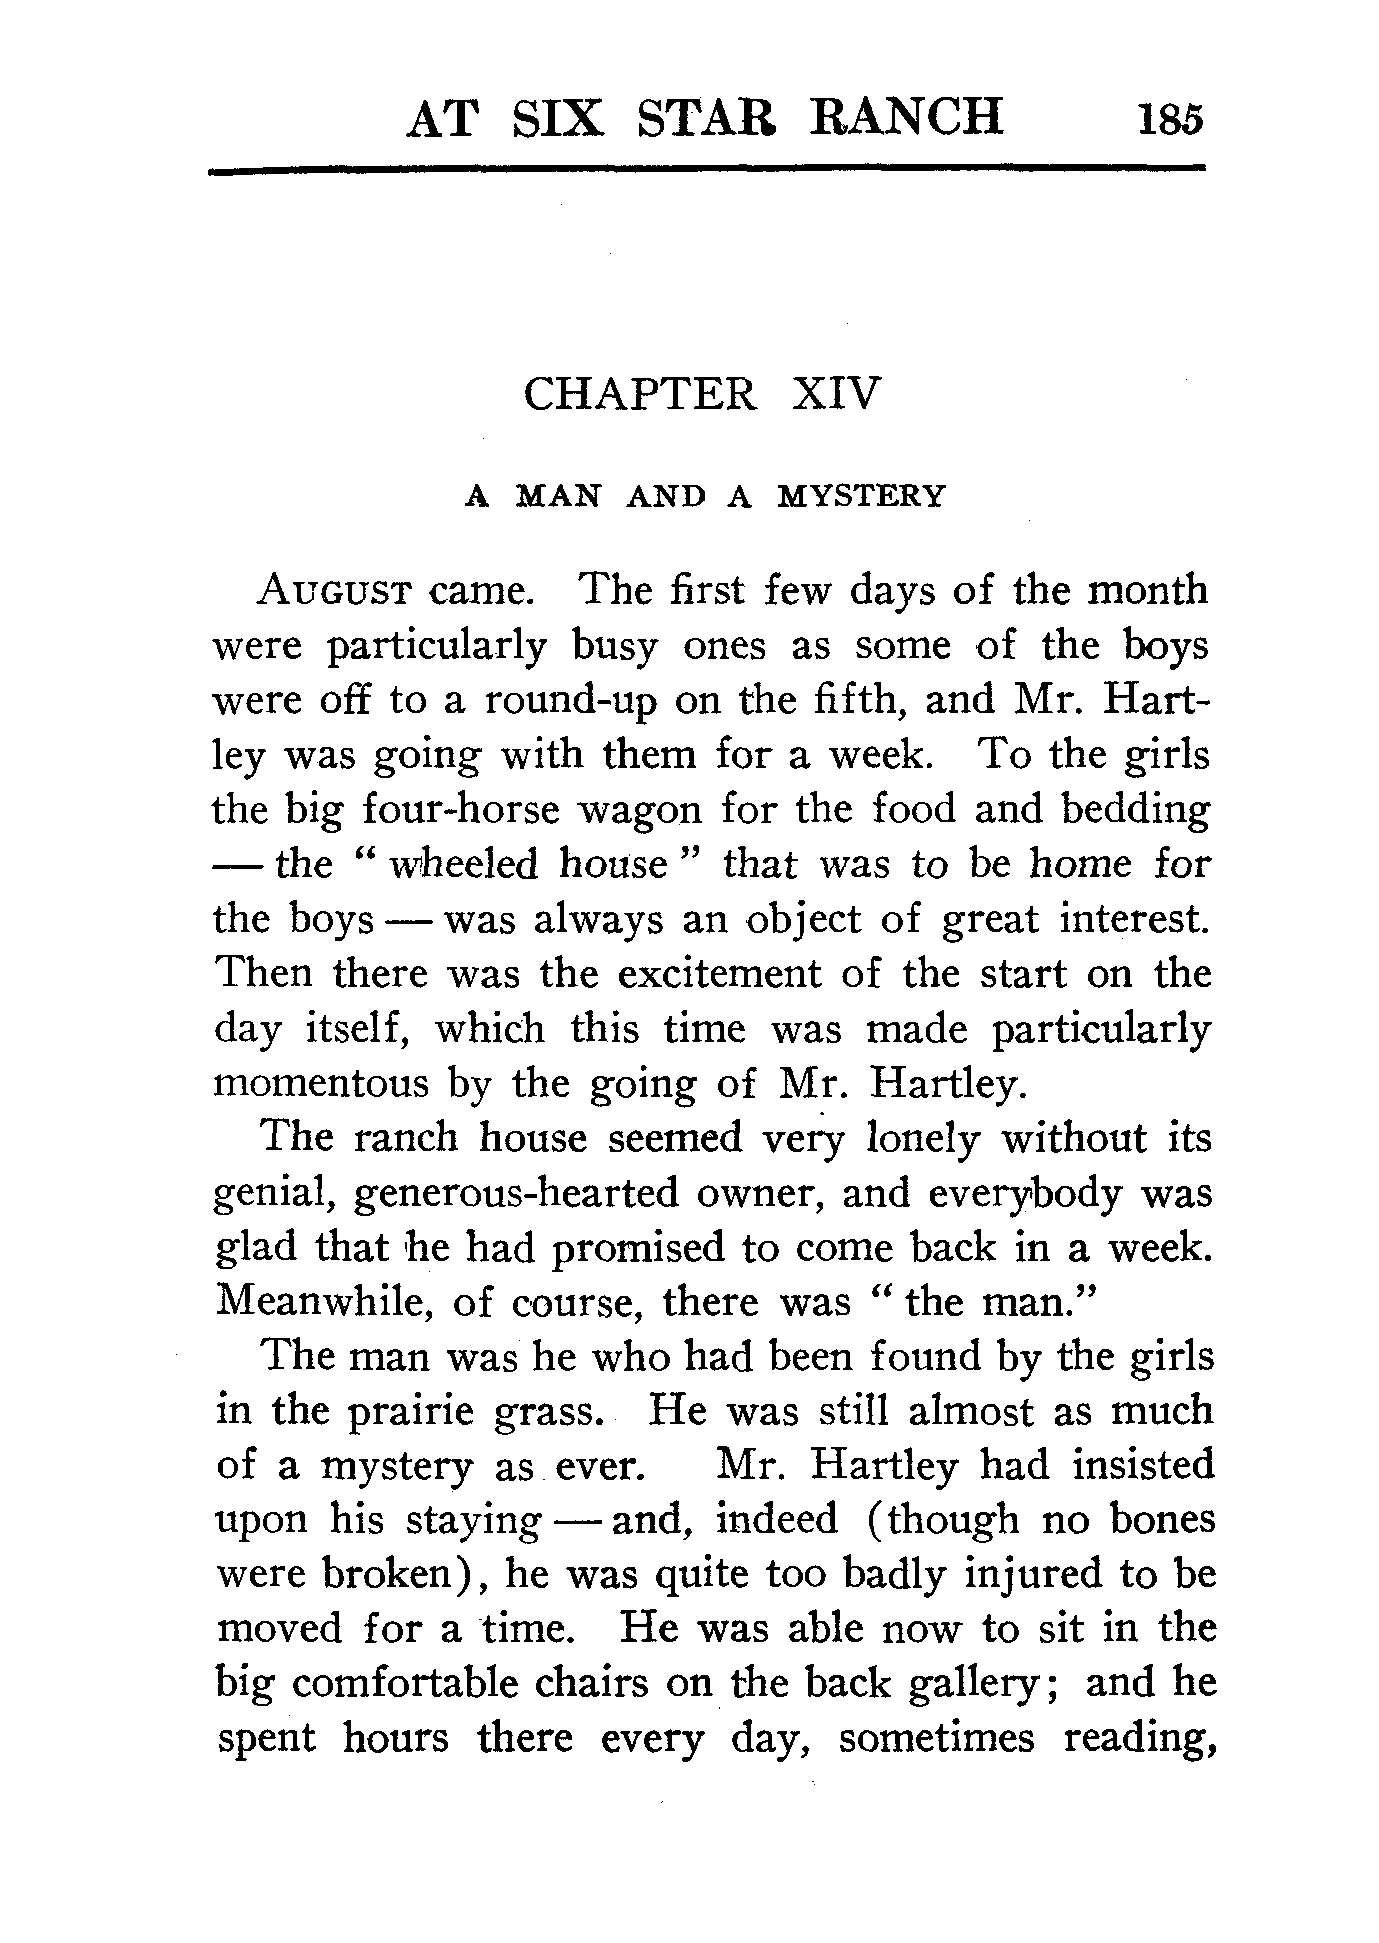 AT SIX STAR RANCH 185
CHAPTER XIV
A MAN AND A MYSTERY
AUGUST came. The first few days of the month
were particularly busy ones as some of the boys
were off to a round-up on the fifth, and Mr. Hart-
ley was going with them for a week. To the girls
the big four-horse wagon for the food and bedding
— the “ wheeled house ” that was to be home for
the boys — was always an object of great interest.
Then there was the excitement of the start on the
day itself, which this time was made particularly
momentous by the going of Mr. Hartley.
The ranch house seemed very lonely without its
genial, generous-hearted owner, and everybody was
glad that he had promised to come back in a week.
Meanwhile, of course, there was “ the man.”
The man was he who had been found by the girls
in the prairie grass. He was still almost as much
of a mystery as ever. Mr. Hartley had insisted
upon his staying — and, indeed (though no bones
were broken), he was quite too badly injured to be
moved for a time. He was able now to sit in the
big comfortable chairs on the back gallery; and he
spent hours there every day, sometimes reading,